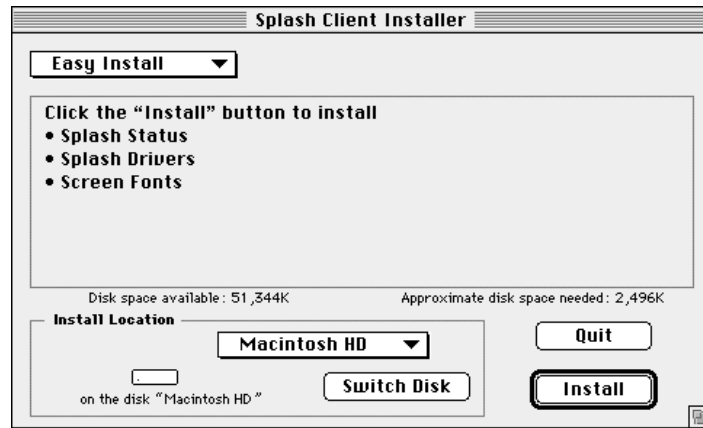 Splash Client Installer
Easy Install
Click the “Install” button to install
• Splash Status
• Splash Drivers
• Screen Fonts
Disk space available: 51,344K Approximate disk space needed: 2,496K
Install Location
Macintosh HD
Quit
Switch Disk
Install
on the disk “Macintosh HD”